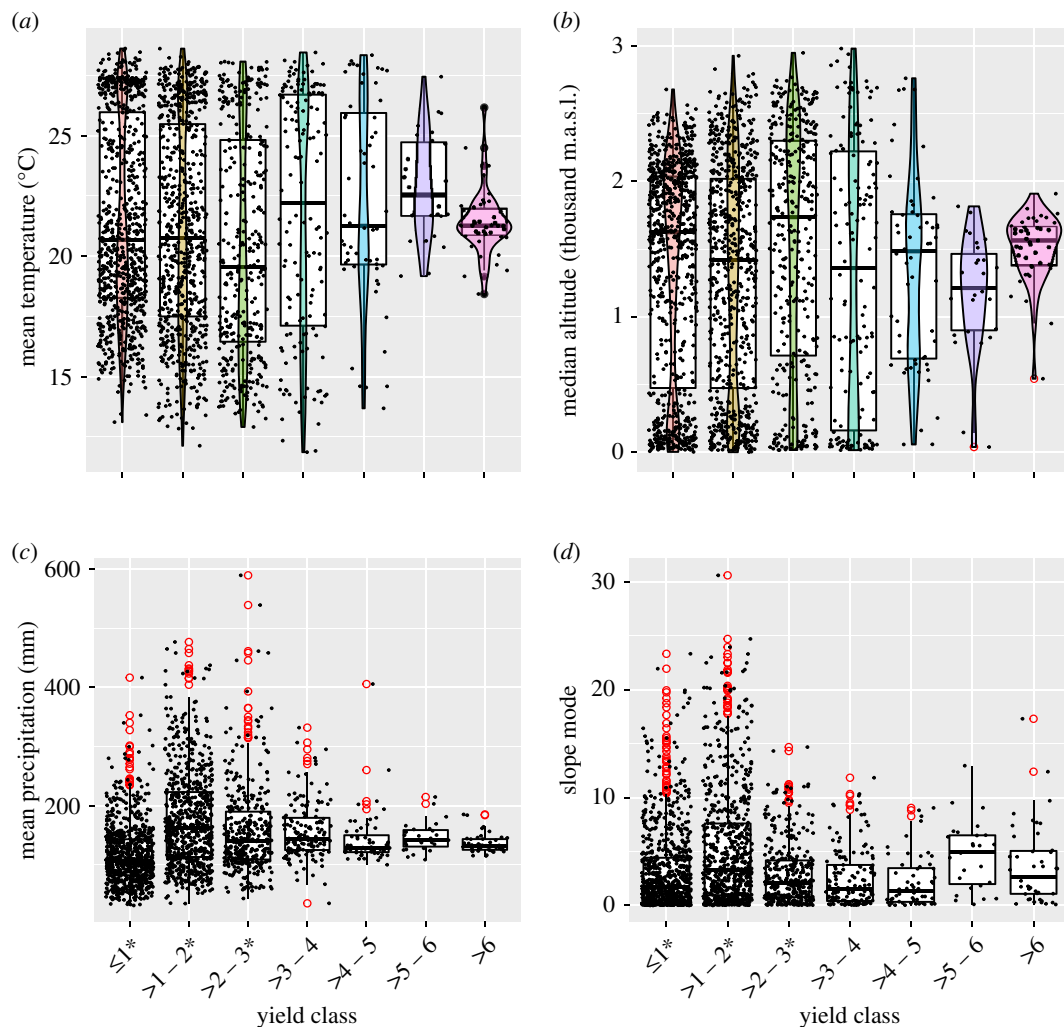 (a)
mean temperature (°C)
25
20
15
(b)
median altitude (thousand m.a.s.l.)
3
2
1
0
(c)
mean precipitation (mm)
600
400
200
≤1*
>1 – 2*
>2 – 3*
>3 – 4
>4 – 5
>5 – 6
>6
yield class
(d)
slope mode
30
20
10
0
≤1*
>1 – 2*
>2 – 3*
>3 – 4
>4 – 5
>5 – 6
>6
yield class